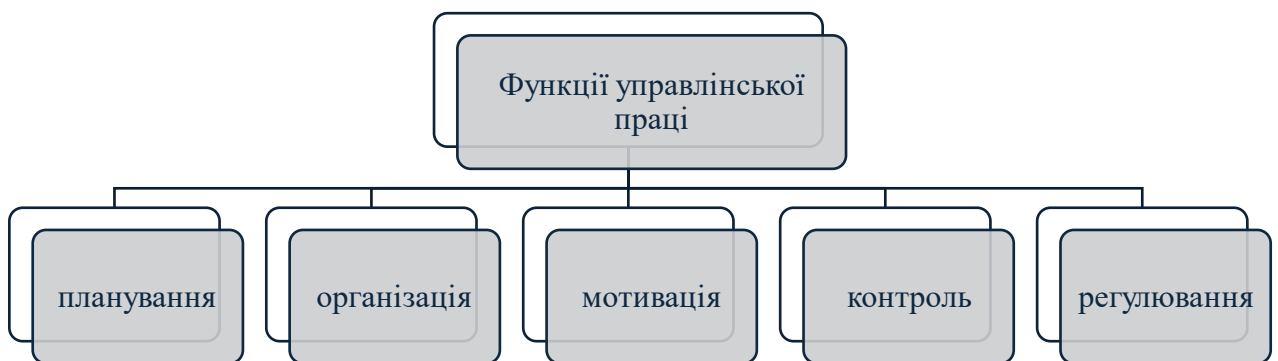 Функції управлінської
праці
планування
організація
мотивація
контроль
регулювання